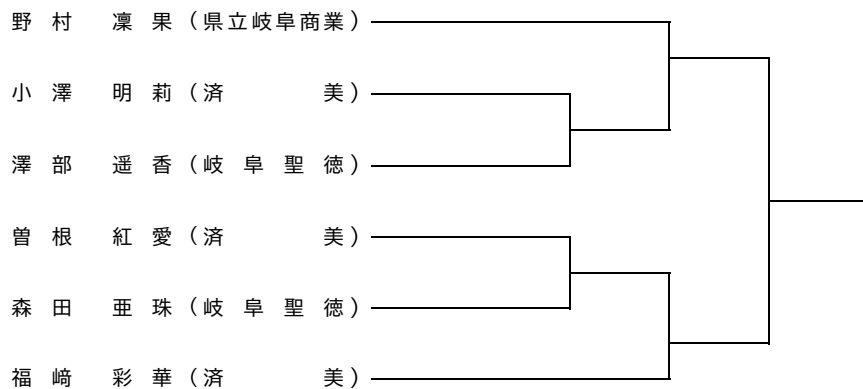 野村 凜果（県立岐阜商業）
小澤 明莉（済美）
澤部 遥香（岐阜聖徳）
曽根 紅愛（済美）
森田 亜珠（岐阜聖徳）
福﨑 彩華（済美）